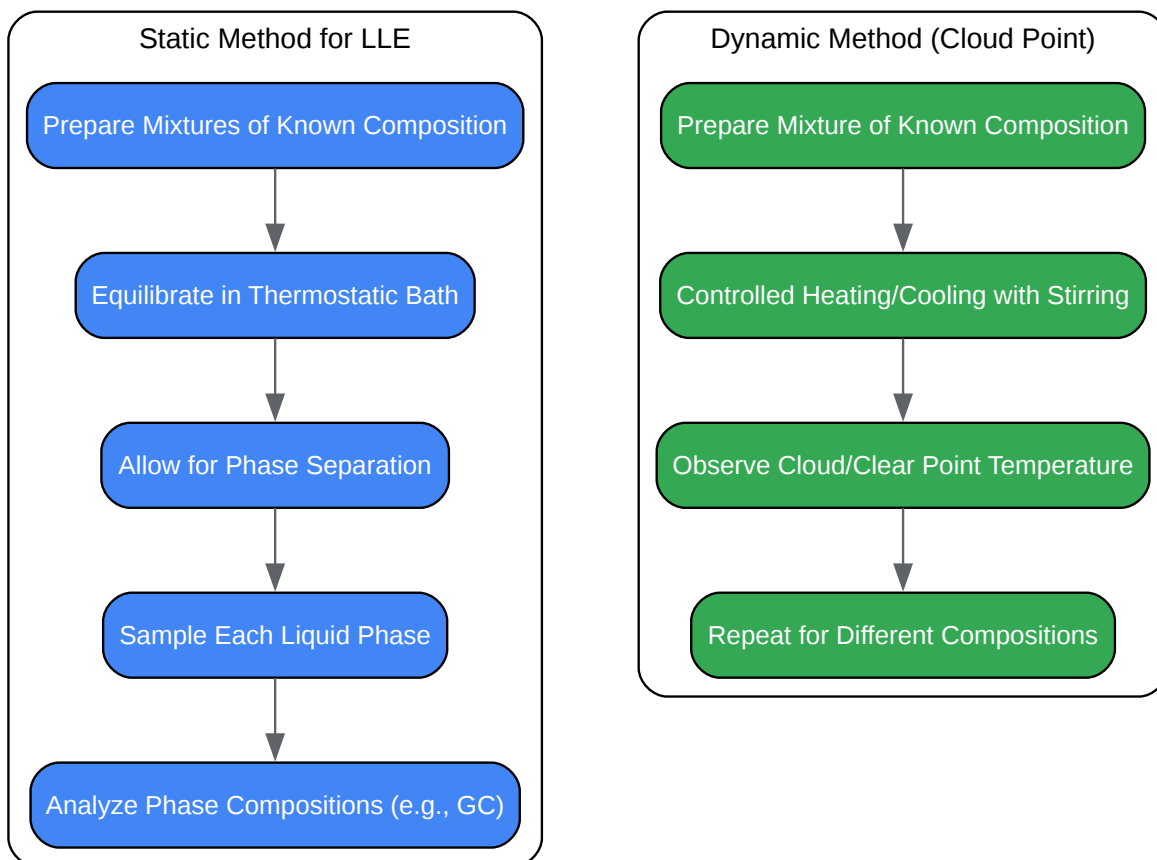 Static Method for LLE
Prepare Mixtures of Known Composition
Equilibrate in Thermostatic Bath
Allow for Phase Separation
Sample Each Liquid Phase
Analyze Phase Compositions (e.g., GC)
Dynamic Method (Cloud Point)
Prepare Mixture of Known Composition
Controlled Heating/Cooling with Stirring
Observe Cloud/Clear Point Temperature
Repeat for Different Compositions